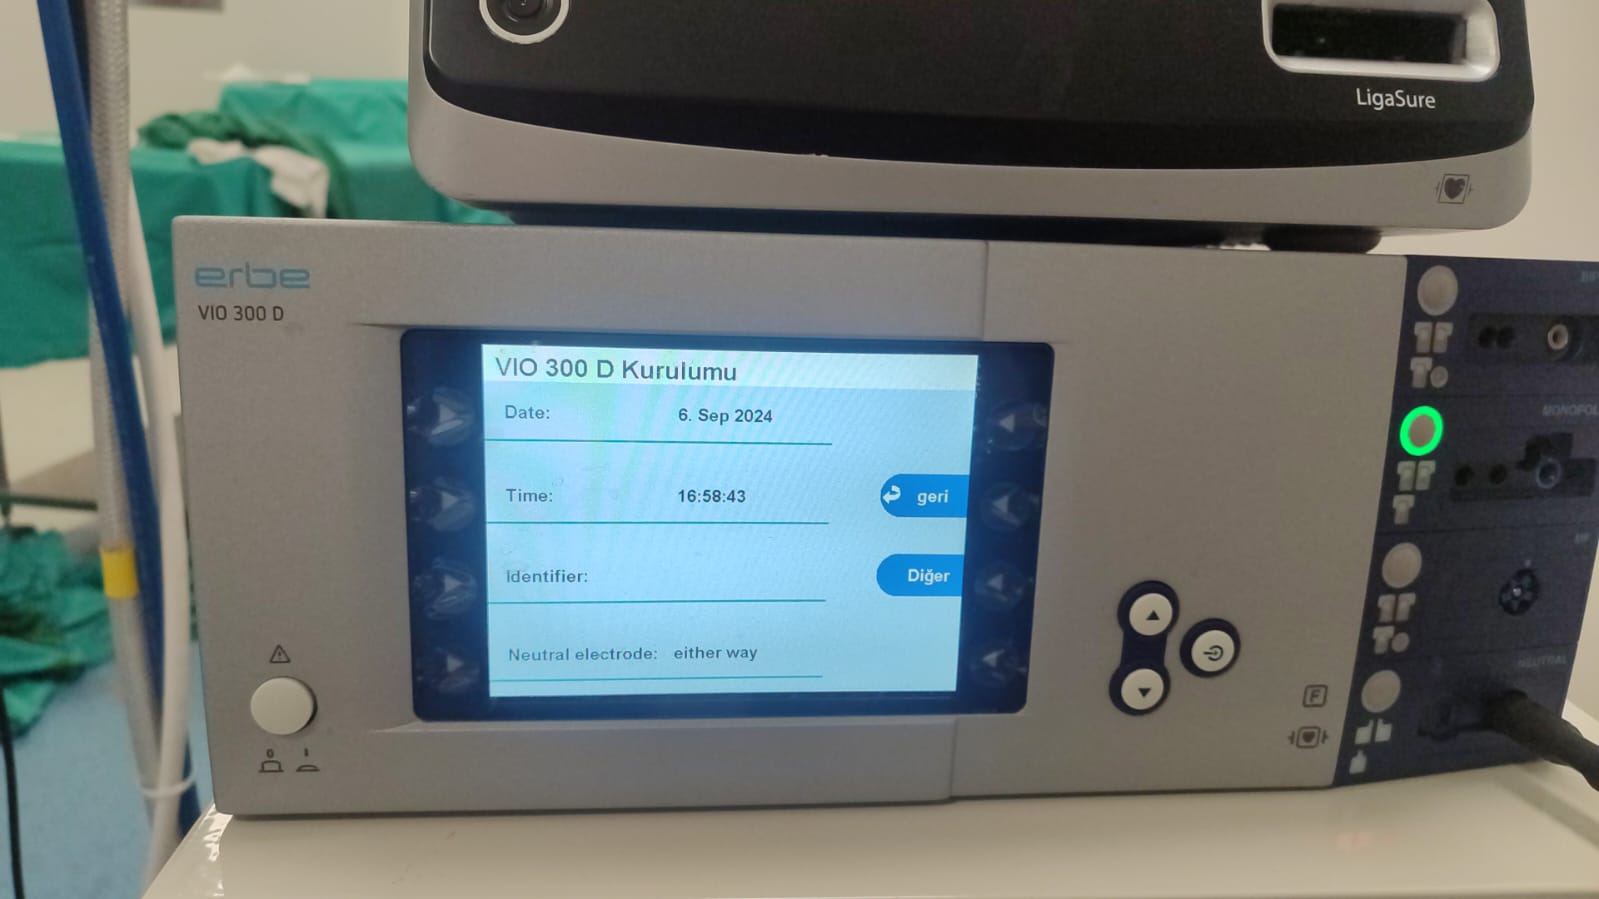 LigaSure
erbe
VIO 300 D
VIO 300 D Kurulumu
Date: 6. Sep 2024
Time: 16:58:43
geri
Identifier:
Diğer
Neutral electrode: either way
MONOPOL
NEUTRAL
F